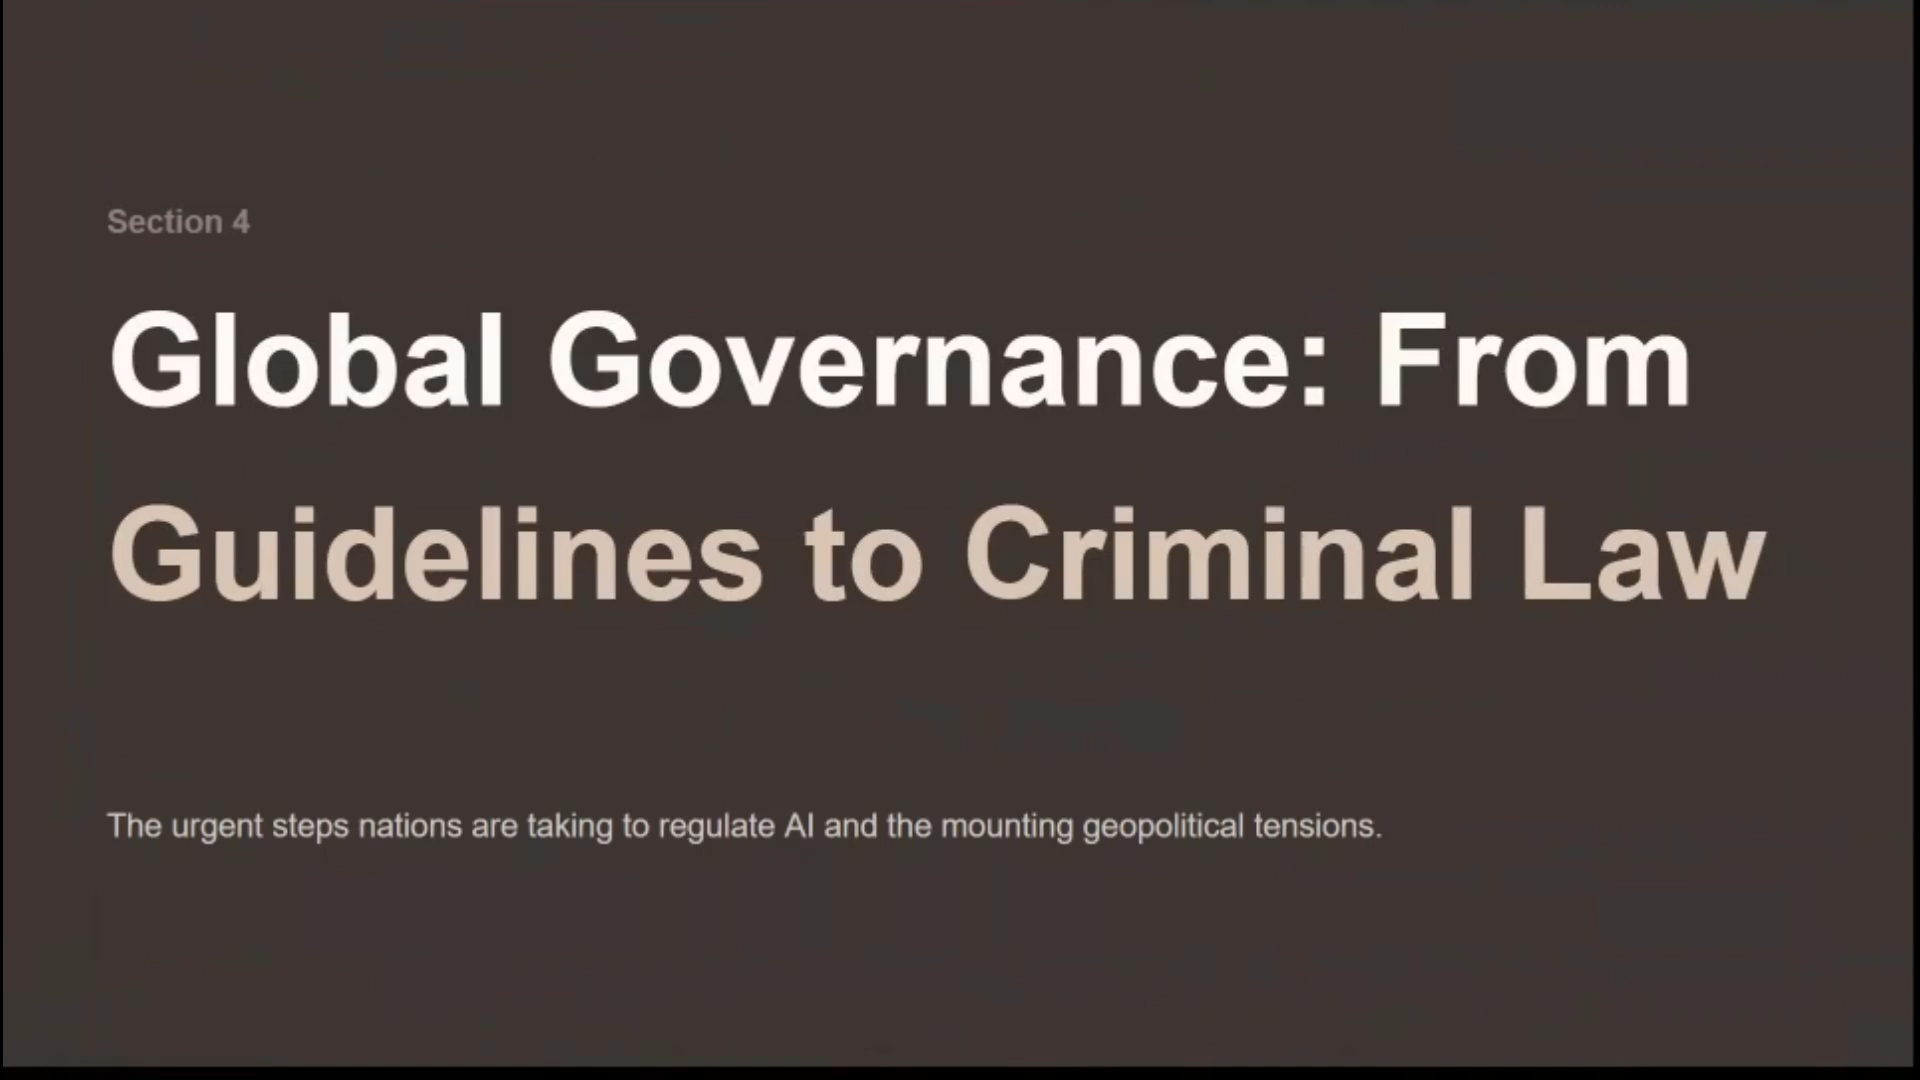 Section 4
Global Governance: From
Guidelines to Criminal Law
The urgent steps nations are taking to regulate AI and the mounting geopolitical tensions.